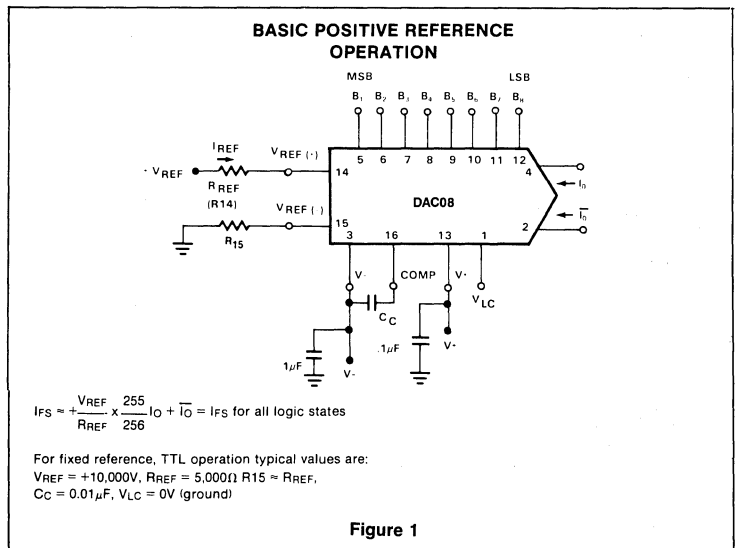 BASIC POSITIVE REFERENCE
OPERATION
MSB LSB
B1 B2 B3 B4 B5 B6 B7 B8
IREF VREF (+)
VREF
RREF
(R14)
14 5 6 7 8 9 10 11 12
4
IO
DAC08
VREF (-)
15
R15
IO
2
3 16 13 1
V- COMP V+
CC VLC
1μF .1μF
V- V+
IFS ≈ +VREF/RREF x 255/256 IO + IO = IFS for all logic states
For fixed reference, TTL operation typical values are:
VREF = +10,000V, RREF = 5,000Ω R15 ≈ RREF,
CC = 0.01μF, VLC = 0V (ground)
Figure 1